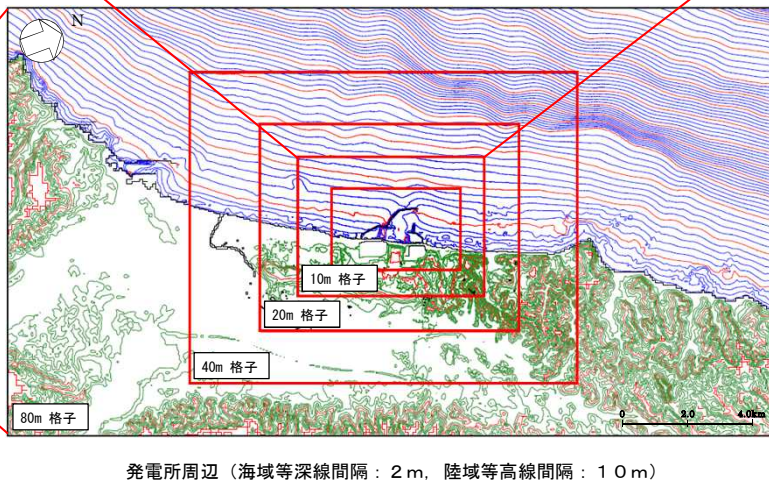 N
10m 格子
20m 格子
40m 格子
80m 格子
0 2.0 4.0km
発電所周辺（海域等深線間隔：２ｍ，陸域等高線間隔：１０ｍ）